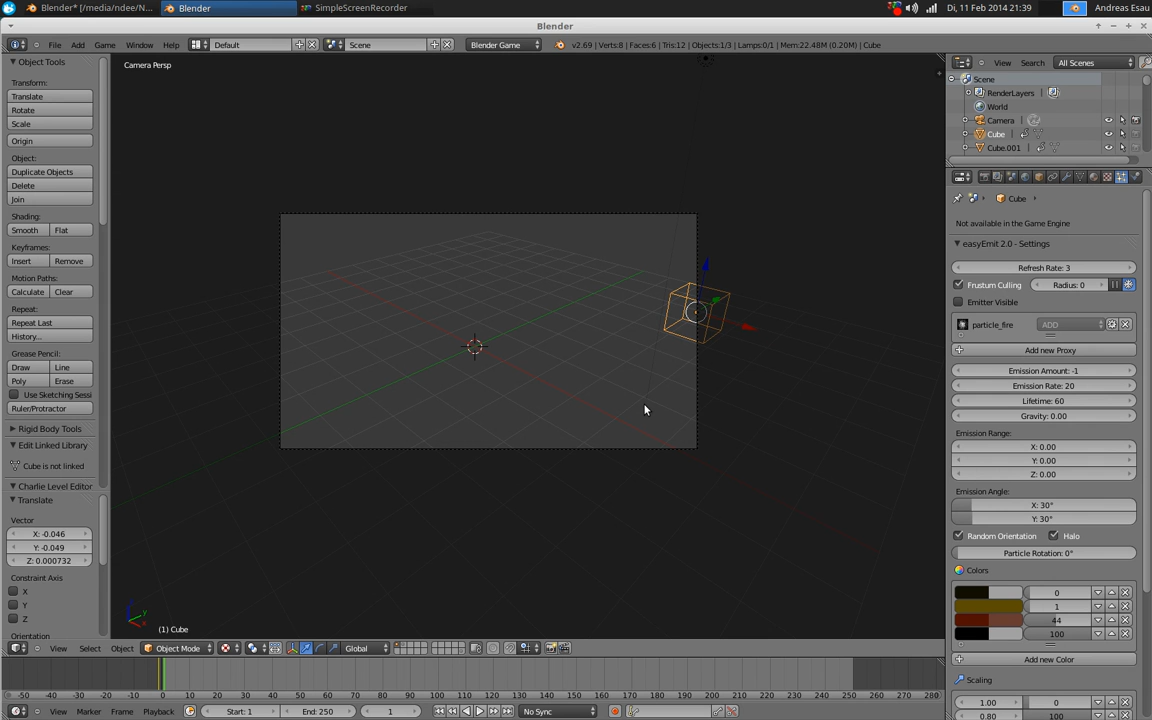 Blender* [/media/ndee/N...
Blender
SimpleScreenRecorder
Di, 11 Feb 2014 21:39
Andreas Esau
Blender
File
Add
Game
Window
Help
Default
Scene
Blender Game
v2.69 | Verts:8 | Faces:6 | Tris:12 | Objects:1/3 | Lamps:0/1 | Mem:22.48M (0.20M) | Cube
Object Tools
Transform:
Translate
Rotate
Scale
Origin
Object:
Duplicate Objects
Delete
Join
Shading:
Smooth
Flat
Keyframes:
Insert
Remove
Motion Paths:
Calculate
Clear
Repeat:
Repeat Last
History...
Grease Pencil:
Draw
Line
Poly
Erase
Use Sketching Sessi
Ruler/Protractor
Rigid Body Tools
Edit Linked Library
Cube is not linked
Charlie Level Editor
Translate
Vector
X: -0.046
Y: -0.049
Z: 0.000732
Constraint Axis
X
Y
Z
Orientation
Camera Persp
z
y
x
(1) Cube
View
Select
Object
Object Mode
Global
-50 -40 -30 -20 -10 0 10 20 30 40 50 60 70 80 90 100 110 120 130 140 150 160 170 180 190 200 210 220 230 240 250 260 270 280
View
Marker
Frame
Playback
Start: 1
End: 250
1
No Sync
View
Search
All Scenes
Scene
RenderLayers
World
Camera
Cube
Cube.001
Cube
Not available in the Game Engine
easyEmit 2.0 - Settings
Refresh Rate: 3
Frustum Culling
Radius: 0
Emitter Visible
particle_fire
ADD
Add new Proxy
Emission Amount: -1
Emission Rate: 20
Lifetime: 60
Gravity: 0.00
Emission Range:
X: 0.00
Y: 0.00
Z: 0.00
Emission Angle:
X: 30°
Y: 30°
Random Orientation
Halo
Particle Rotation: 0°
Colors
0
1
44
100
Add new Color
Scaling
1.00
0
0.80
100